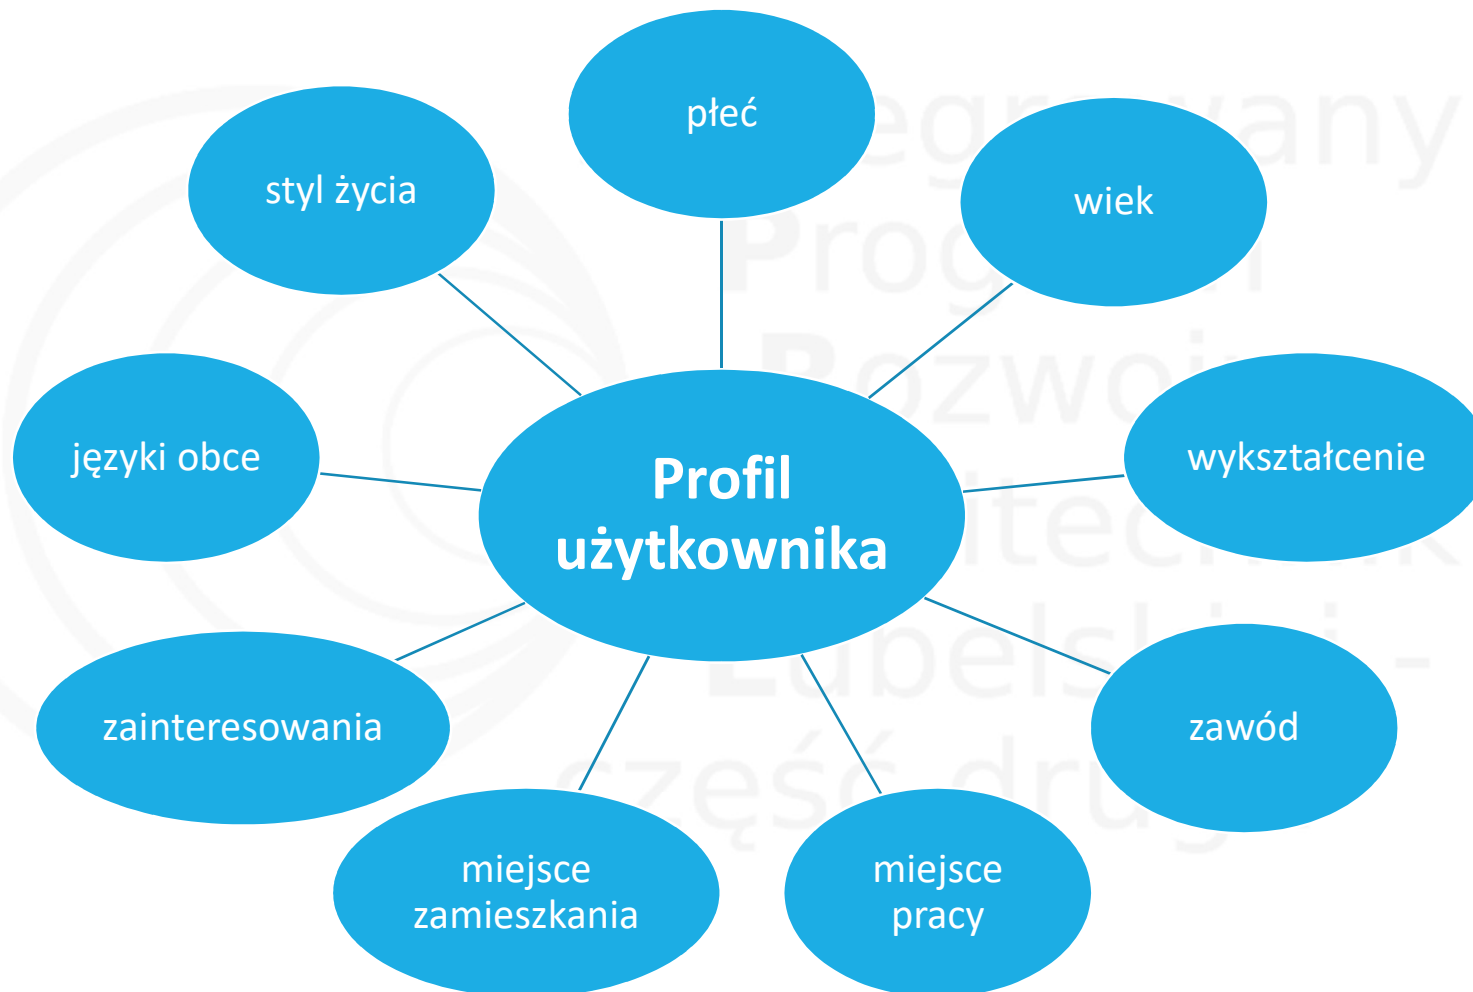 płeć
styl życia
wiek
języki obce
wykształcenie
Profil
użytkownika
zainteresowania
zawód
miejsce
zamieszkania
miejsce
pracy